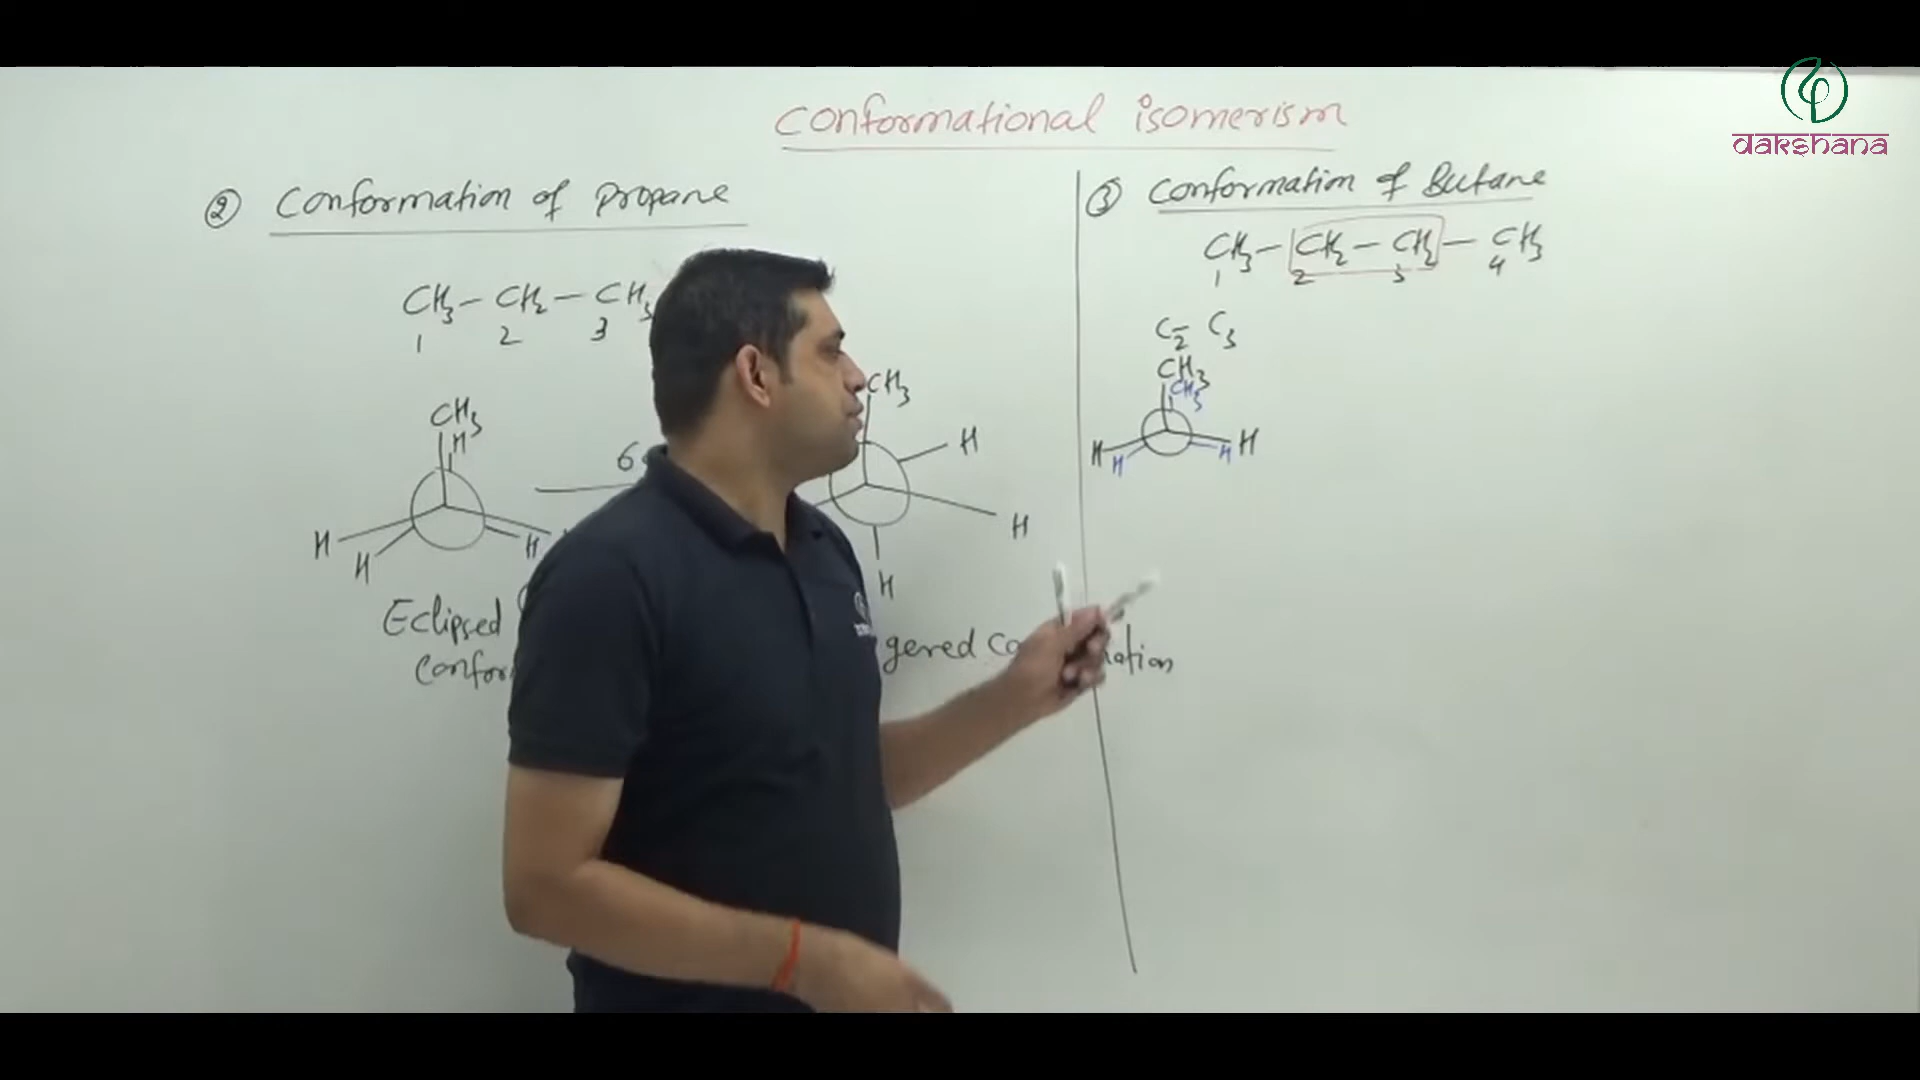 Conformational isomerism
dakshana
② Conformation of Propane
CH3 - CH2 - CH3
1 2 3
CH3
H
H
H
H
Eclipsed
CH3
H
H
H
③ Conformation of Butane
CH3 - CH2 - CH2 - CH3
1 2 3 4
C2 - C3
CH3
CH3
H H
H H